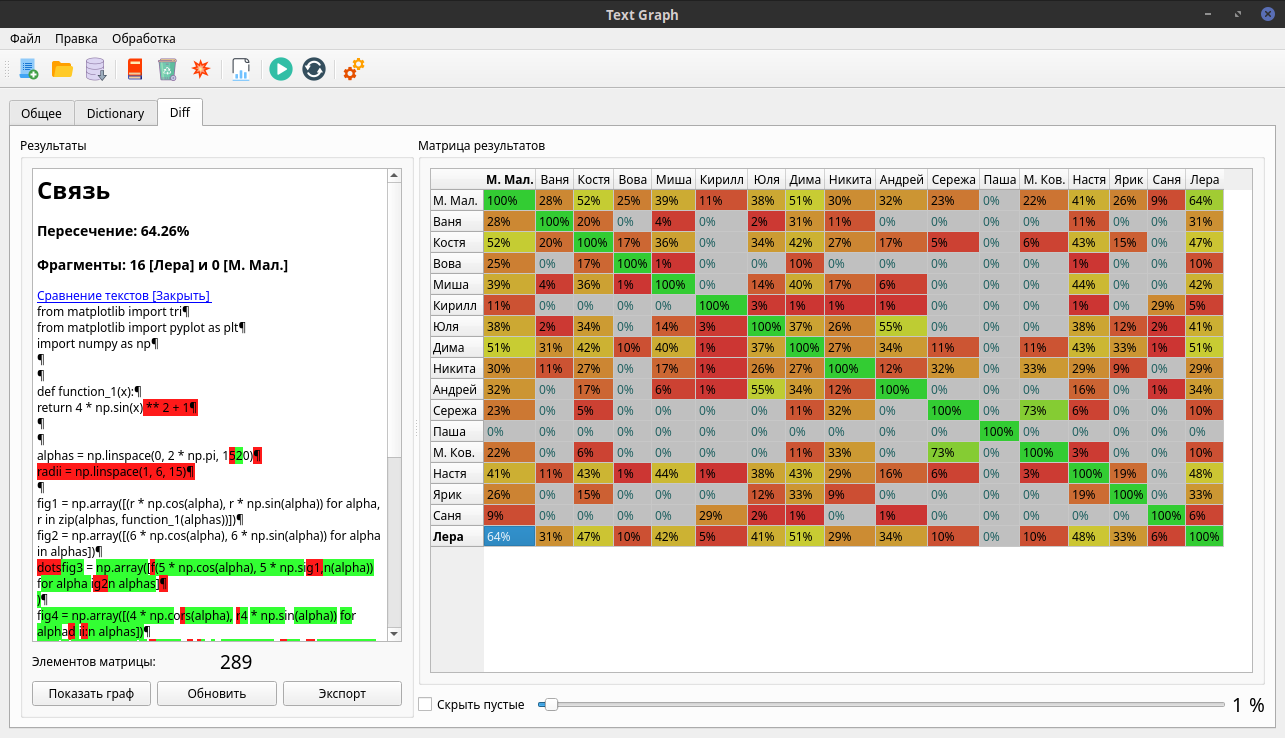 Text Graph
Файл Правка Обработка
Общее Dictionary Diff
Результаты
Связь
Пересечение: 64.26%
Фрагменты: 16 [Лера] и 0 [М. Мал.]
Сравнение текстов [Закрыть]
from matplotlib import tri¶
from matplotlib import pyplot as plt¶
import numpy as np¶
¶
¶
def function_1(x):¶
return 4 * np.sin(x) ** 2 + 1¶
¶
¶
alphas = np.linspace(0, 2 * np.pi, 1520)¶
radii = np.linspace(1, 6, 15)¶
¶
fig1 = np.array([(r * np.cos(alpha), r * np.sin(alpha)) for alpha,
r in zip(alphas, function_1(alphas))])¶
fig2 = np.array([(6 * np.cos(alpha), 6 * np.sin(alpha)) for alpha
in alphas])¶
dotsfig3 = np.array([f(5 * np.cos(alpha), 5 * np.sig1,n(alpha))
for alpha ig2n alphas]¶
)¶
fig4 = np.array([(4 * np.cors(alpha), r4 * np.sin(alpha)) for
alphad ii:n alphas])¶
Элементов матрицы: 289
Показать граф Обновить Экспорт
Матрица результатов
М. Мал. Ваня Костя Вова Миша Кирилл Юля Дима Никита Андрей Сережа Паша М. Ков. Настя Ярик Саня Лера
М. Мал. 100% 28% 52% 25% 39% 11% 38% 51% 30% 32% 23% 0% 22% 41% 26% 9% 64%
Ваня 28% 100% 20% 0% 4% 0% 2% 31% 11% 0% 0% 0% 0% 11% 0% 0% 31%
Костя 52% 20% 100% 17% 36% 0% 34% 42% 27% 17% 5% 0% 6% 43% 15% 0% 47%
Вова 25% 0% 17% 100% 1% 0% 0% 10% 0% 0% 0% 0% 0% 1% 0% 0% 10%
Миша 39% 4% 36% 1% 100% 0% 14% 40% 17% 6% 0% 0% 0% 44% 0% 0% 42%
Кирилл 11% 0% 0% 0% 0% 100% 3% 1% 1% 1% 0% 0% 0% 1% 0% 29% 5%
Юля 38% 2% 34% 0% 14% 3% 100% 37% 26% 55% 0% 0% 0% 38% 12% 2% 41%
Дима 51% 31% 42% 10% 40% 1% 37% 100% 27% 34% 11% 0% 11% 43% 33% 1% 51%
Никита 30% 11% 27% 0% 17% 1% 26% 27% 100% 12% 32% 0% 33% 29% 9% 0% 29%
Андрей 32% 0% 17% 0% 6% 1% 55% 34% 12% 100% 0% 0% 0% 16% 0% 1% 34%
Сережа 23% 0% 5% 0% 0% 0% 0% 11% 32% 0% 100% 0% 73% 6% 0% 0% 10%
Паша 0% 0% 0% 0% 0% 0% 0% 0% 0% 0% 0% 100% 0% 0% 0% 0% 0%
М. Ков. 22% 0% 6% 0% 0% 0% 0% 11% 33% 0% 73% 0% 100% 3% 0% 0% 10%
Настя 41% 11% 43% 1% 44% 1% 38% 43% 29% 16% 6% 0% 3% 100% 19% 0% 48%
Ярик 26% 0% 15% 0% 0% 0% 12% 33% 9% 0% 0% 0% 0% 19% 100% 0% 33%
Саня 9% 0% 0% 0% 0% 29% 2% 1% 0% 1% 0% 0% 0% 0% 0% 100% 6%
Лера 64% 31% 47% 10% 42% 5% 41% 51% 29% 34% 10% 0% 10% 48% 33% 6% 100%
Скрыть пустые 1 %